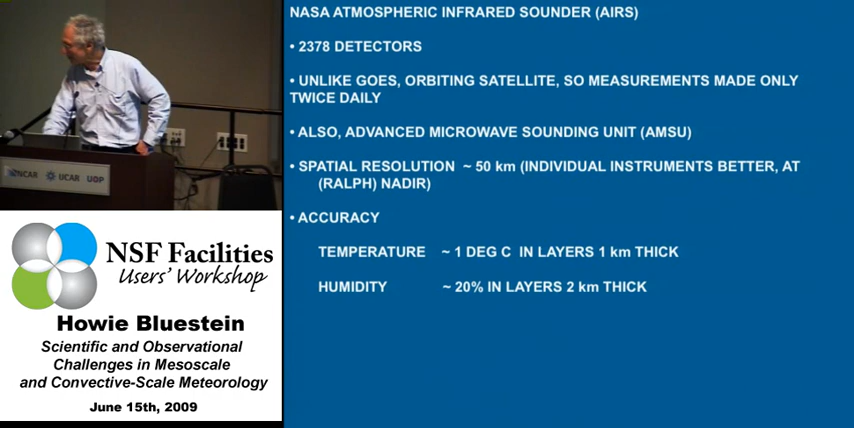 NASA ATMOSPHERIC INFRARED SOUNDER (AIRS)
• 2378 DETECTORS
• UNLIKE GOES, ORBITING SATELLITE, SO MEASUREMENTS MADE ONLY
TWICE DAILY
• ALSO, ADVANCED MICROWAVE SOUNDING UNIT (AMSU)
• SPATIAL RESOLUTION ~ 50 km (INDIVIDUAL INSTRUMENTS BETTER, AT
(RALPH) NADIR)
• ACCURACY
TEMPERATURE ~ 1 DEG C IN LAYERS 1 km THICK
HUMIDITY ~ 20% IN LAYERS 2 km THICK
NCAR UCAR UOP
NSF Facilities
Users' Workshop
Howie Bluestein
Scientific and Observational
Challenges in Mesoscale
and Convective-Scale Meteorology
June 15th, 2009